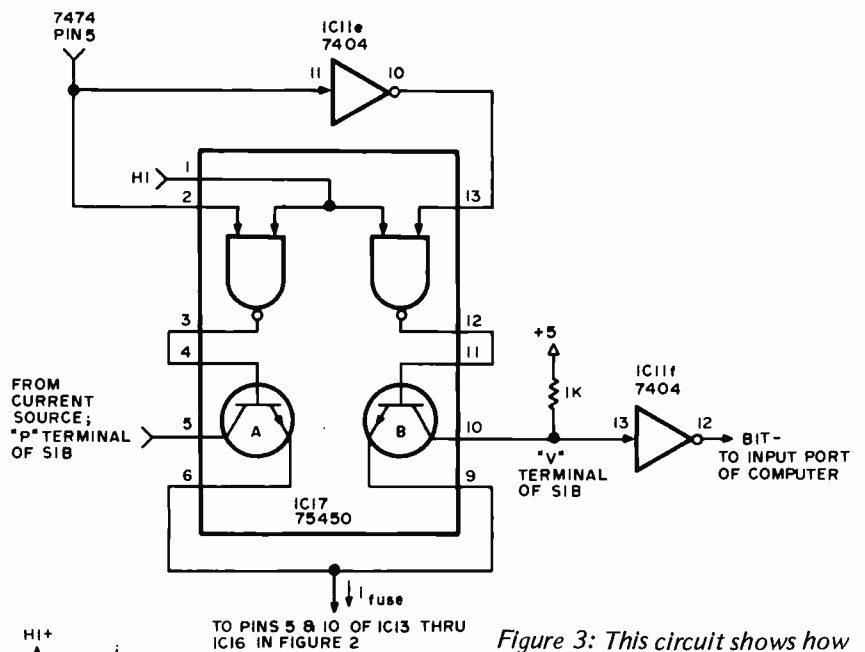 7474
PIN 5
IC11e
7404
11
10
HI
1
2
13
3
12
4
11
FROM
CURRENT
SOURCE;
"P" TERMINAL
OF SIB
5
A
B
10
6
9
IC17
75450
+5
1K
"V"
TERMINAL
OF SIB
IC11f
7404
13
12
BIT-
TO INPUT PORT
OF COMPUTER
i fuse
TO PINS 5 & 10 OF IC13 THRU
IC16 IN FIGURE 2
HI+
i
Figure 3: This circuit shows how